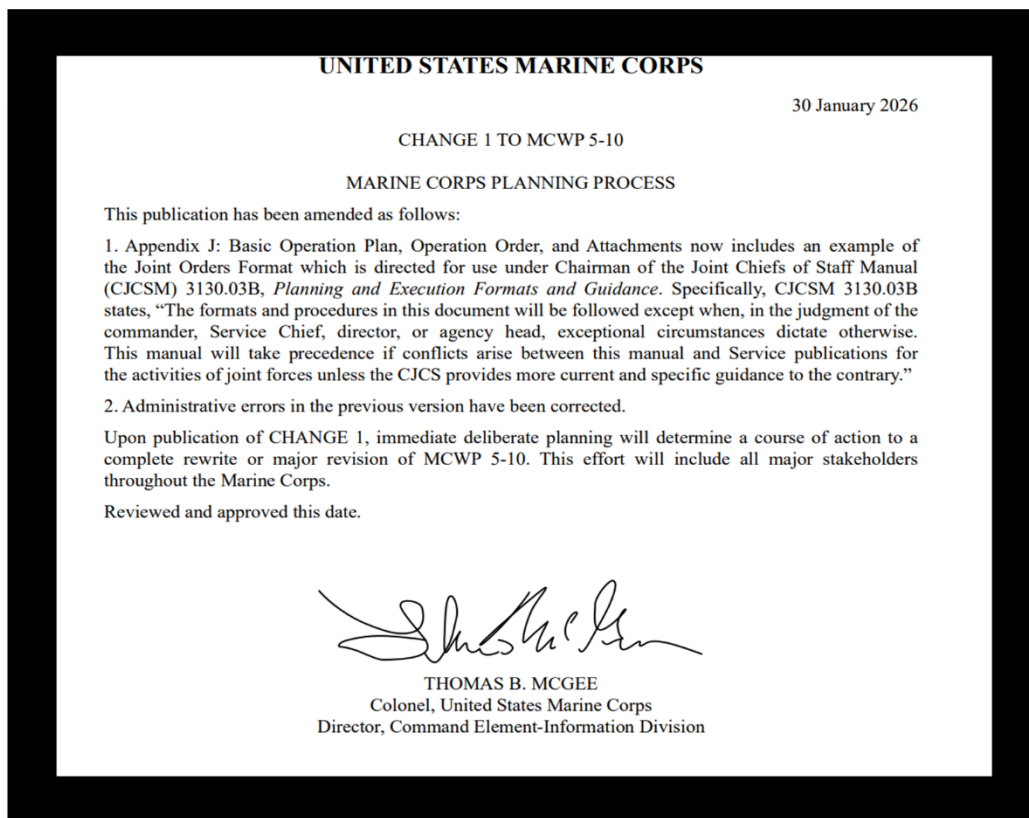 UNITED STATES MARINE CORPS
30 January 2026
CHANGE 1 TO MCWP 5-10
MARINE CORPS PLANNING PROCESS
This publication has been amended as follows:
1. Appendix J: Basic Operation Plan, Operation Order, and Attachments now includes an example of
the Joint Orders Format which is directed for use under Chairman of the Joint Chiefs of Staff Manual
(CJCSM) 3130.03B, Planning and Execution Formats and Guidance. Specifically, CJCSM 3130.03B
states, “The formats and procedures in this document will be followed except when, in the judgment of the
commander, Service Chief, director, or agency head, exceptional circumstances dictate otherwise.
This manual will take precedence if conflicts arise between this manual and Service publications for
the activities of joint forces unless the CJCS provides more current and specific guidance to the contrary.”
2. Administrative errors in the previous version have been corrected.
Upon publication of CHANGE 1, immediate deliberate planning will determine a course of action to a
complete rewrite or major revision of MCWP 5-10. This effort will include all major stakeholders
throughout the Marine Corps.
Reviewed and approved this date.
THOMAS B. MCGEE
Colonel, United States Marine Corps
Director, Command Element-Information Division